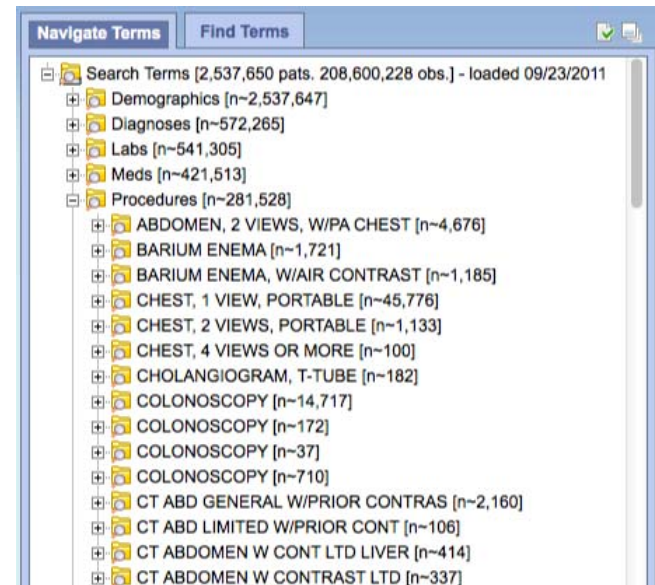 Navigate Terms Find Terms
Search Terms [2,537,650 pats. 208,600,228 obs.] - loaded 09/23/2011
Demographics [n~2,537,647]
Diagnoses [n~572,265]
Labs [n~541,305]
Meds [n~421,513]
Procedures [n~281,528]
ABDOMEN, 2 VIEWS, W/PA CHEST [n~4,676]
BARIUM ENEMA [n~1,721]
BARIUM ENEMA, W/AIR CONTRAST [n~1,185]
CHEST, 1 VIEW, PORTABLE [n~45,776]
CHEST, 2 VIEWS, PORTABLE [n~1,133]
CHEST, 4 VIEWS OR MORE [n~100]
CHOLANGIOGRAM, T-TUBE [n~182]
COLONOSCOPY [n~14,717]
COLONOSCOPY [n~172]
COLONOSCOPY [n~37]
COLONOSCOPY [n~710]
CT ABD GENERAL W/PRIOR CONTRAS [n~2,160]
CT ABD LIMITED W/PRIOR CONT [n~106]
CT ABDOMEN W CONT LTD LIVER [n~414]
CT ABDOMEN W CONTRAST LTD [n~337]